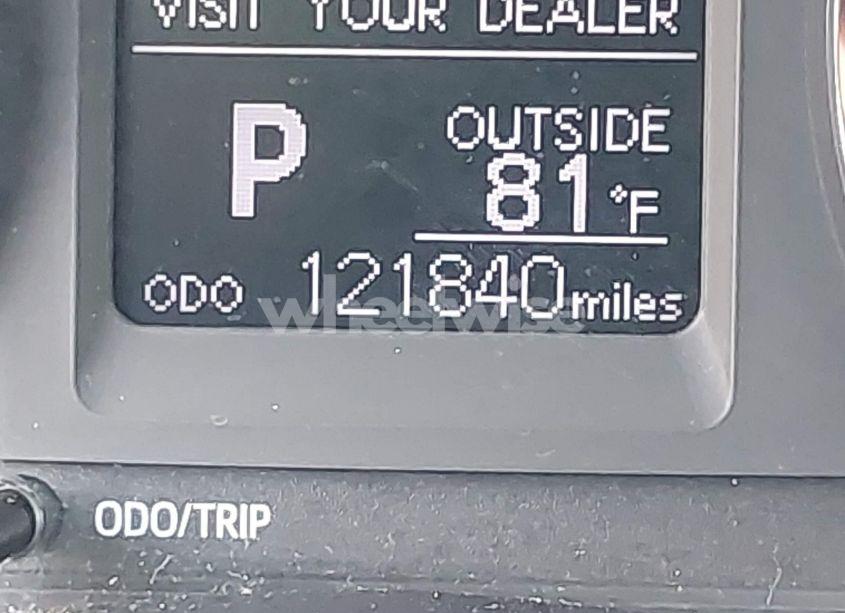 VISIT YOUR DEALER
P
OUTSIDE
81°F
ODO 121840 miles
wheelwise
ODO/TRIP